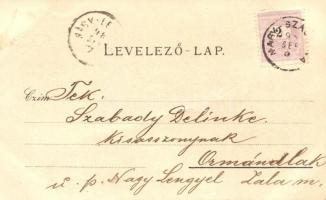 LEVELEZŐ-LAP.
Czim: Tek.
Szabady Delinke
kisasszonynak
Ormándlak
u. p. Nagy Lengyel Zala m.